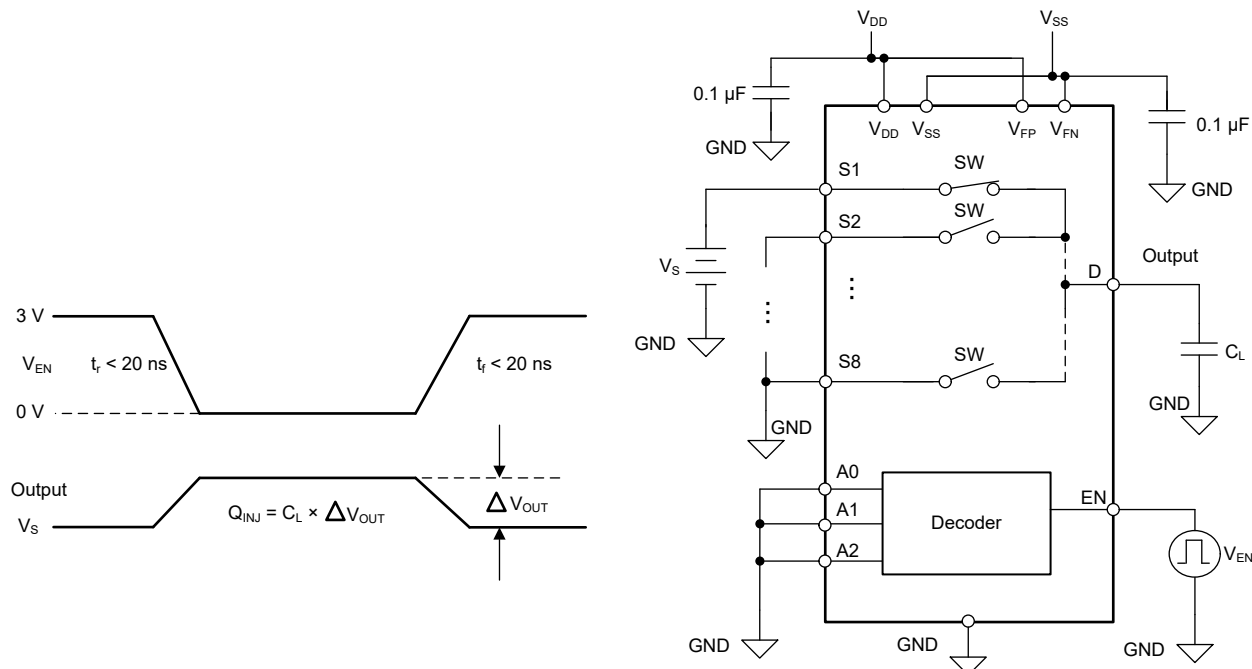 3 V
V_EN
t_r < 20 ns
t_f < 20 ns
0 V
Output
V_S
Q_INJ = C_L × Δ V_OUT
Δ V_OUT
V_DD
V_SS
0.1 µF
0.1 µF
GND
V_DD
V_SS
V_FP
V_FN
GND
S1
SW
S2
SW
V_S
...
...
Output
D
GND
S8
SW
C_L
GND
GND
A0
A1
A2
Decoder
EN
V_EN
GND
GND
GND